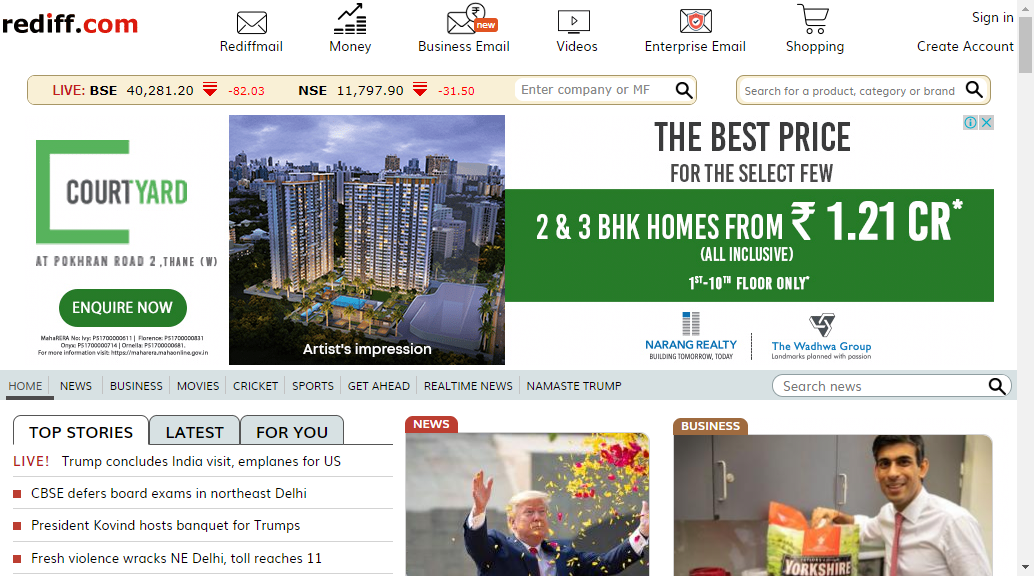 rediff.com
Rediffmail
Money
new
Business Email
Videos
Enterprise Email
Shopping
Sign in
Create Account
LIVE: BSE 40,281.20 -82.03 NSE 11,797.90 -31.50
Enter company or MF
Search for a product, category or brand
COURTYARD
AT POKHRAN ROAD 2, THANE (W)
ENQUIRE NOW
MahaRERA No: Ivy: P51700000611 | Florence: P51700000831
Onyx: P51700000714 | Ornella: P51700000681.
For more information visit: https://maharera.mahaonline.gov.in
Artist's impression
THE BEST PRICE
FOR THE SELECT FEW
2 & 3 BHK HOMES FROM ₹ 1.21 CR*
(ALL INCLUSIVE)
1ST-10TH FLOOR ONLY*
NARANG REALTY
BUILDING TOMORROW, TODAY
The Wadhwa Group
Landmarks planned with passion
HOME NEWS BUSINESS MOVIES CRICKET SPORTS GET AHEAD REALTIME NEWS NAMASTE TRUMP
Search news
TOP STORIES LATEST FOR YOU
LIVE! Trump concludes India visit, emplanes for US
CBSE defers board exams in northeast Delhi
President Kovind hosts banquet for Trumps
Fresh violence wracks NE Delhi, toll reaches 11
NEWS
BUSINESS
YORKSHIRE